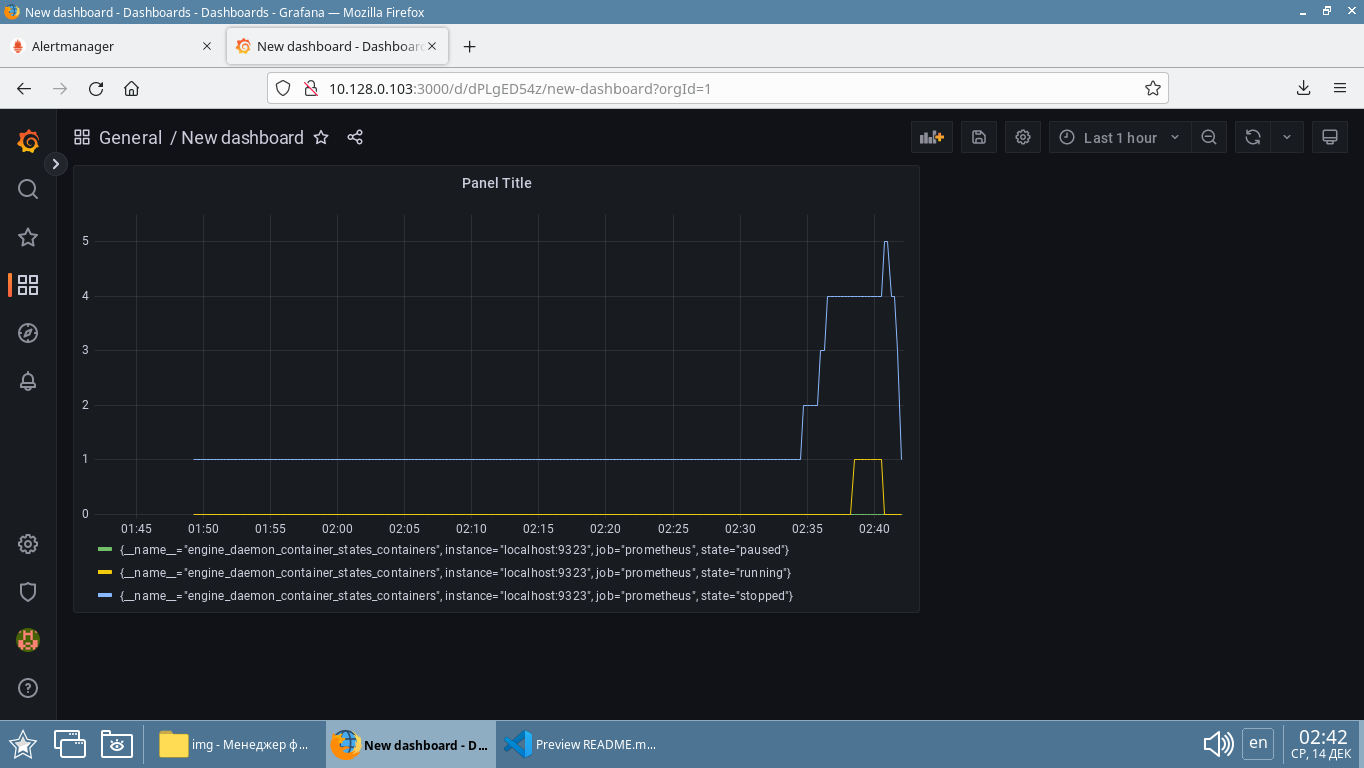 New dashboard - Dashboards - Dashboards - Grafana — Mozilla Firefox
Alertmanager
New dashboard - Dashboard
10.128.0.103:3000/d/dPLgED54z/new-dashboard?orgId=1
General / New dashboard
Last 1 hour
Panel Title
5
4
3
2
1
0
01:45 01:50 01:55 02:00 02:05 02:10 02:15 02:20 02:25 02:30 02:35 02:40
{__name__="engine_daemon_container_states_containers", instance="localhost:9323", job="prometheus", state="paused"}
{__name__="engine_daemon_container_states_containers", instance="localhost:9323", job="prometheus", state="running"}
{__name__="engine_daemon_container_states_containers", instance="localhost:9323", job="prometheus", state="stopped"}
img - Менеджер ф...
New dashboard - D...
Preview README.m...
en
02:42
СР, 14 ДЕК